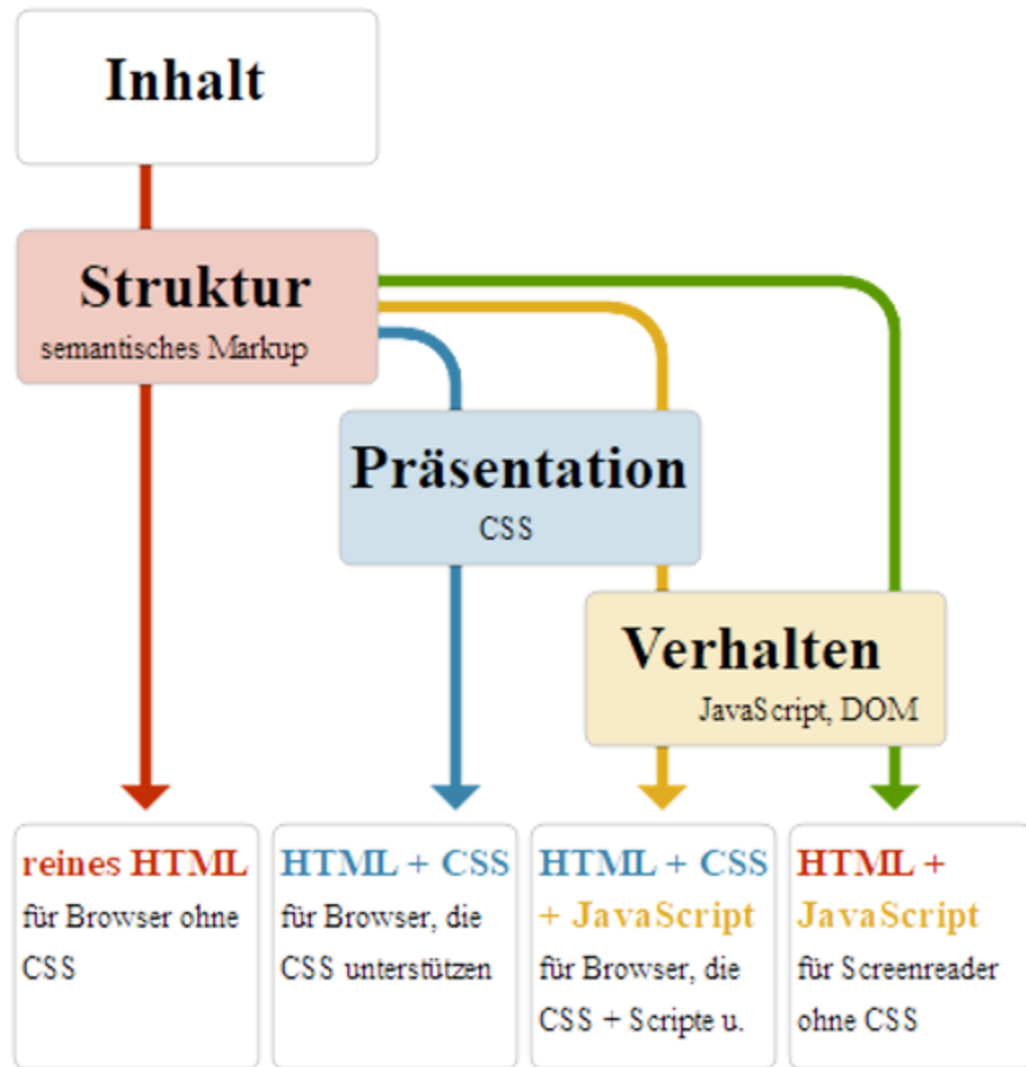 Inhalt
Struktur
semantisches Markup
Präsentation
CSS
Verhalten
JavaScript, DOM
reines HTML
für Browser ohne
CSS
HTML + CSS
für Browser, die
CSS unterstützen
HTML + CSS
+ JavaScript
für Browser, die
CSS + Scripte u.
HTML +
JavaScript
für Screenreader
ohne CSS